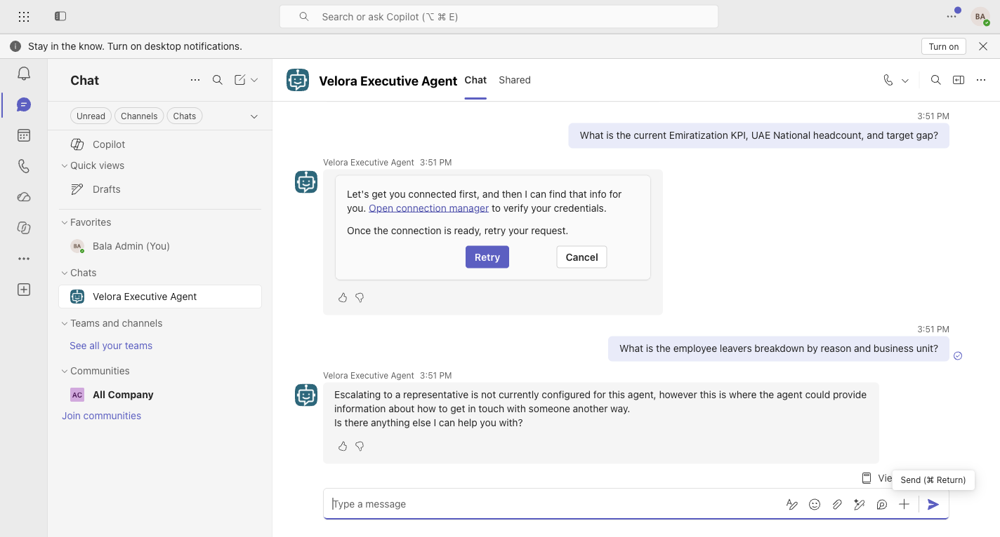 Search or ask Copilot (⌥ ⌘ E)
BA
Stay in the know. Turn on desktop notifications.
Turn on
Chat
Unread
Channels
Chats
Copilot
Quick views
Drafts
Favorites
BA
Bala Admin (You)
Chats
Velora Executive Agent
Teams and channels
See all your teams
Communities
AC
All Company
Join communities
Velora Executive Agent
Chat
Shared
3:51 PM
What is the current Emiratization KPI, UAE National headcount, and target gap?
Velora Executive Agent 3:51 PM
Let's get you connected first, and then I can find that info for
you. Open connection manager to verify your credentials.
Once the connection is ready, retry your request.
Retry
Cancel
3:51 PM
What is the employee leavers breakdown by reason and business unit?
Velora Executive Agent 3:51 PM
Escalating to a representative is not currently configured for this agent, however this is where the agent could provide
information about how to get in touch with someone another way.
Is there anything else I can help you with?
Send (⌘ Return)
Type a message